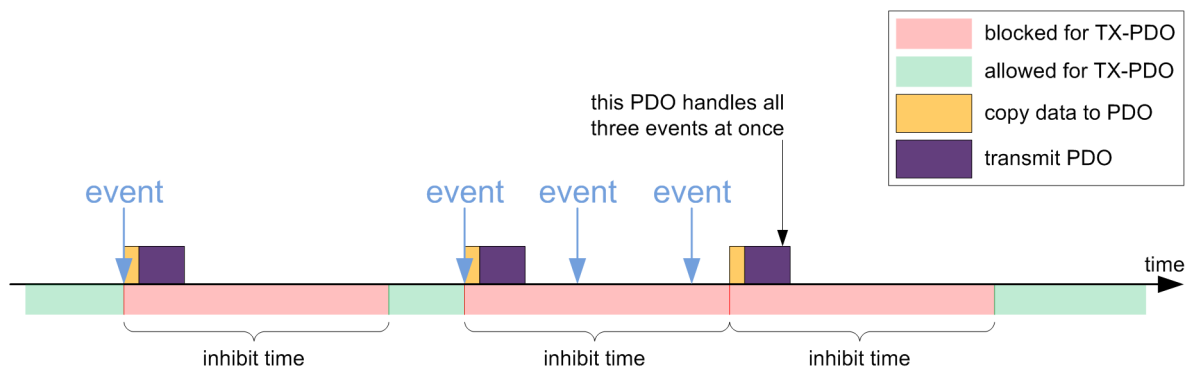 blocked for TX-PDO
allowed for TX-PDO
copy data to PDO
transmit PDO
this PDO handles all
three events at once
event
event
event
event
time
inhibit time
inhibit time
inhibit time